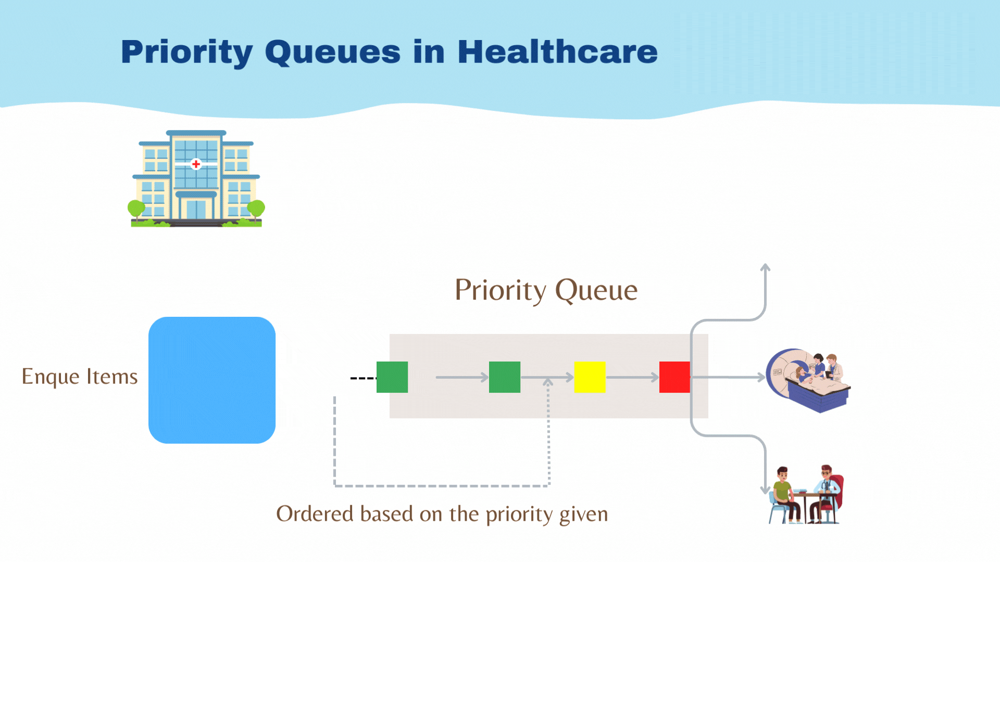 Priority Queues in Healthcare
Priority Queue
Enque Items
Ordered based on the priority given